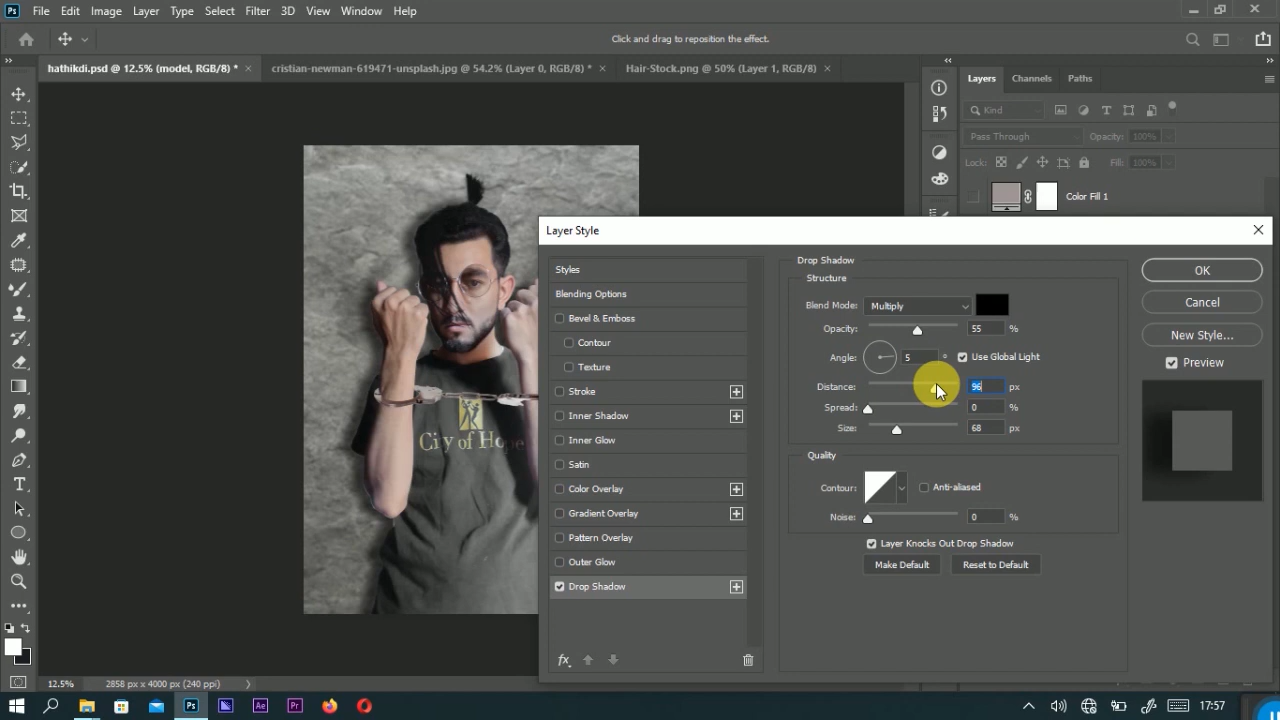 Ps File Edit Image Layer Type Select Filter 3D View Window Help
Click and drag to reposition the effect.
hathikdi.psd @ 12.5% (model, RGB/8) * × cristian-newman-619471-unsplash.jpg @ 54.2% (Layer 0, RGB/8) * × Hair-Stock.png @ 50% (Layer 1, RGB/8) ×
Layers Channels Paths
Kind
Pass Through Opacity: 100%
Lock: Fill: 100%
Color Fill 1
Layer Style
Styles
Blending Options
Bevel & Emboss
Contour
Texture
Stroke
Inner Shadow
Inner Glow
Satin
Color Overlay
Gradient Overlay
Pattern Overlay
Outer Glow
Drop Shadow
fx
Drop Shadow
Structure
Blend Mode: Multiply
Opacity: 55 %
Angle: 5 ° Use Global Light
Distance: 96 px
Spread: 0 %
Size: 68 px
Quality
Contour: Anti-aliased
Noise: 0 %
Layer Knocks Out Drop Shadow
Make Default Reset to Default
OK
Cancel
New Style...
Preview
City of Hope
12.5% 2858 px x 4000 px (240 ppi)
Ps Ae Pr 17:57